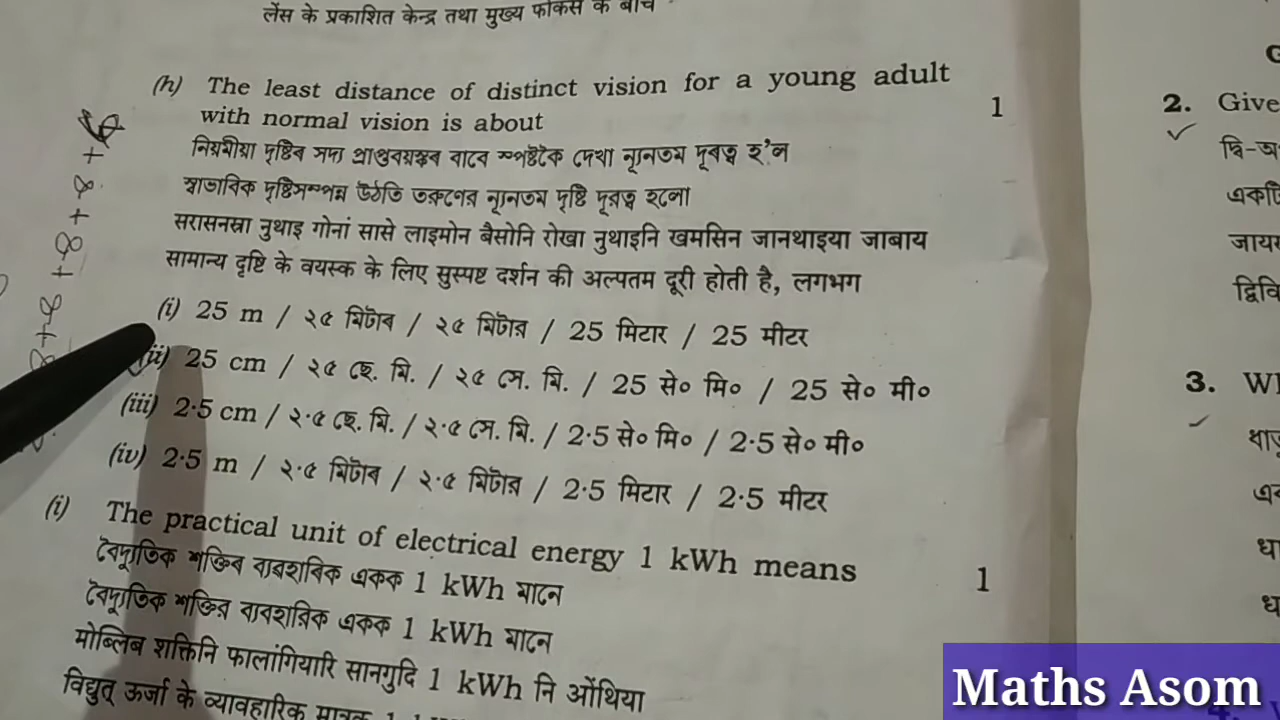 लेंस के प्रकाशित केन्द्र तथा मुख्य फोकस के बीच
(h) The least distance of distinct vision for a young adult
with normal vision is about
1
নিয়মীয়া দৃষ্টিৰ সদ্য প্ৰাপ্তবয়স্কৰ বাবে স্পষ্টকৈ দেখা ন্যূনতম দূৰত্ব হ'ল
স্বাভাবিক দৃষ্টিসম্পন্ন উঠতি তরুণের ন্যূনতম দৃষ্টি দূরত্ব হলো
सरासनस्रा नुथाइ गोनां सासे लाइमोन बैसोनि रोखा नुथाइनि खमसिन जानथाइया जाबाय
सामान्य दृष्टि के वयस्क के लिए सुस्पष्ट दर्शन की अल्पतम दूरी होती है, लगभग
(i) 25 m / ২৫ মিটাৰ / ২৫ মিটার / 25 मिटार / 25 मीटर
(ii) 25 cm / ২৫ ছে. মি. / ২৫ সে. মি. / 25 से० मि० / 25 से० मी०
(iii) 2·5 cm / ২·৫ ছে. মি. / ২·৫ সে. মি. / 2·5 से० मि० / 2·5 से० मी०
(iv) 2·5 m / ২·৫ মিটাৰ / ২·৫ মিটার / 2·5 मिटार / 2·5 मीटर
(i) The practical unit of electrical energy 1 kWh means
1
বৈদ্যুতিক শক্তিৰ ব্যৱহাৰিক একক 1 kWh মানে
বৈদ্যুতিক শক্তির ব্যবহারিক একক 1 kWh মানে
मोब्लिब शक्तिनि फालांगियारि सानगुदि 1 kWh नि ओंथिया
विद्युत् ऊर्जा के व्यावहारिक मात्रक
2. Give
দ্বি-অ
একটি
जाय
द्विवि
3. W
ধাতু
এ
Maths Asom